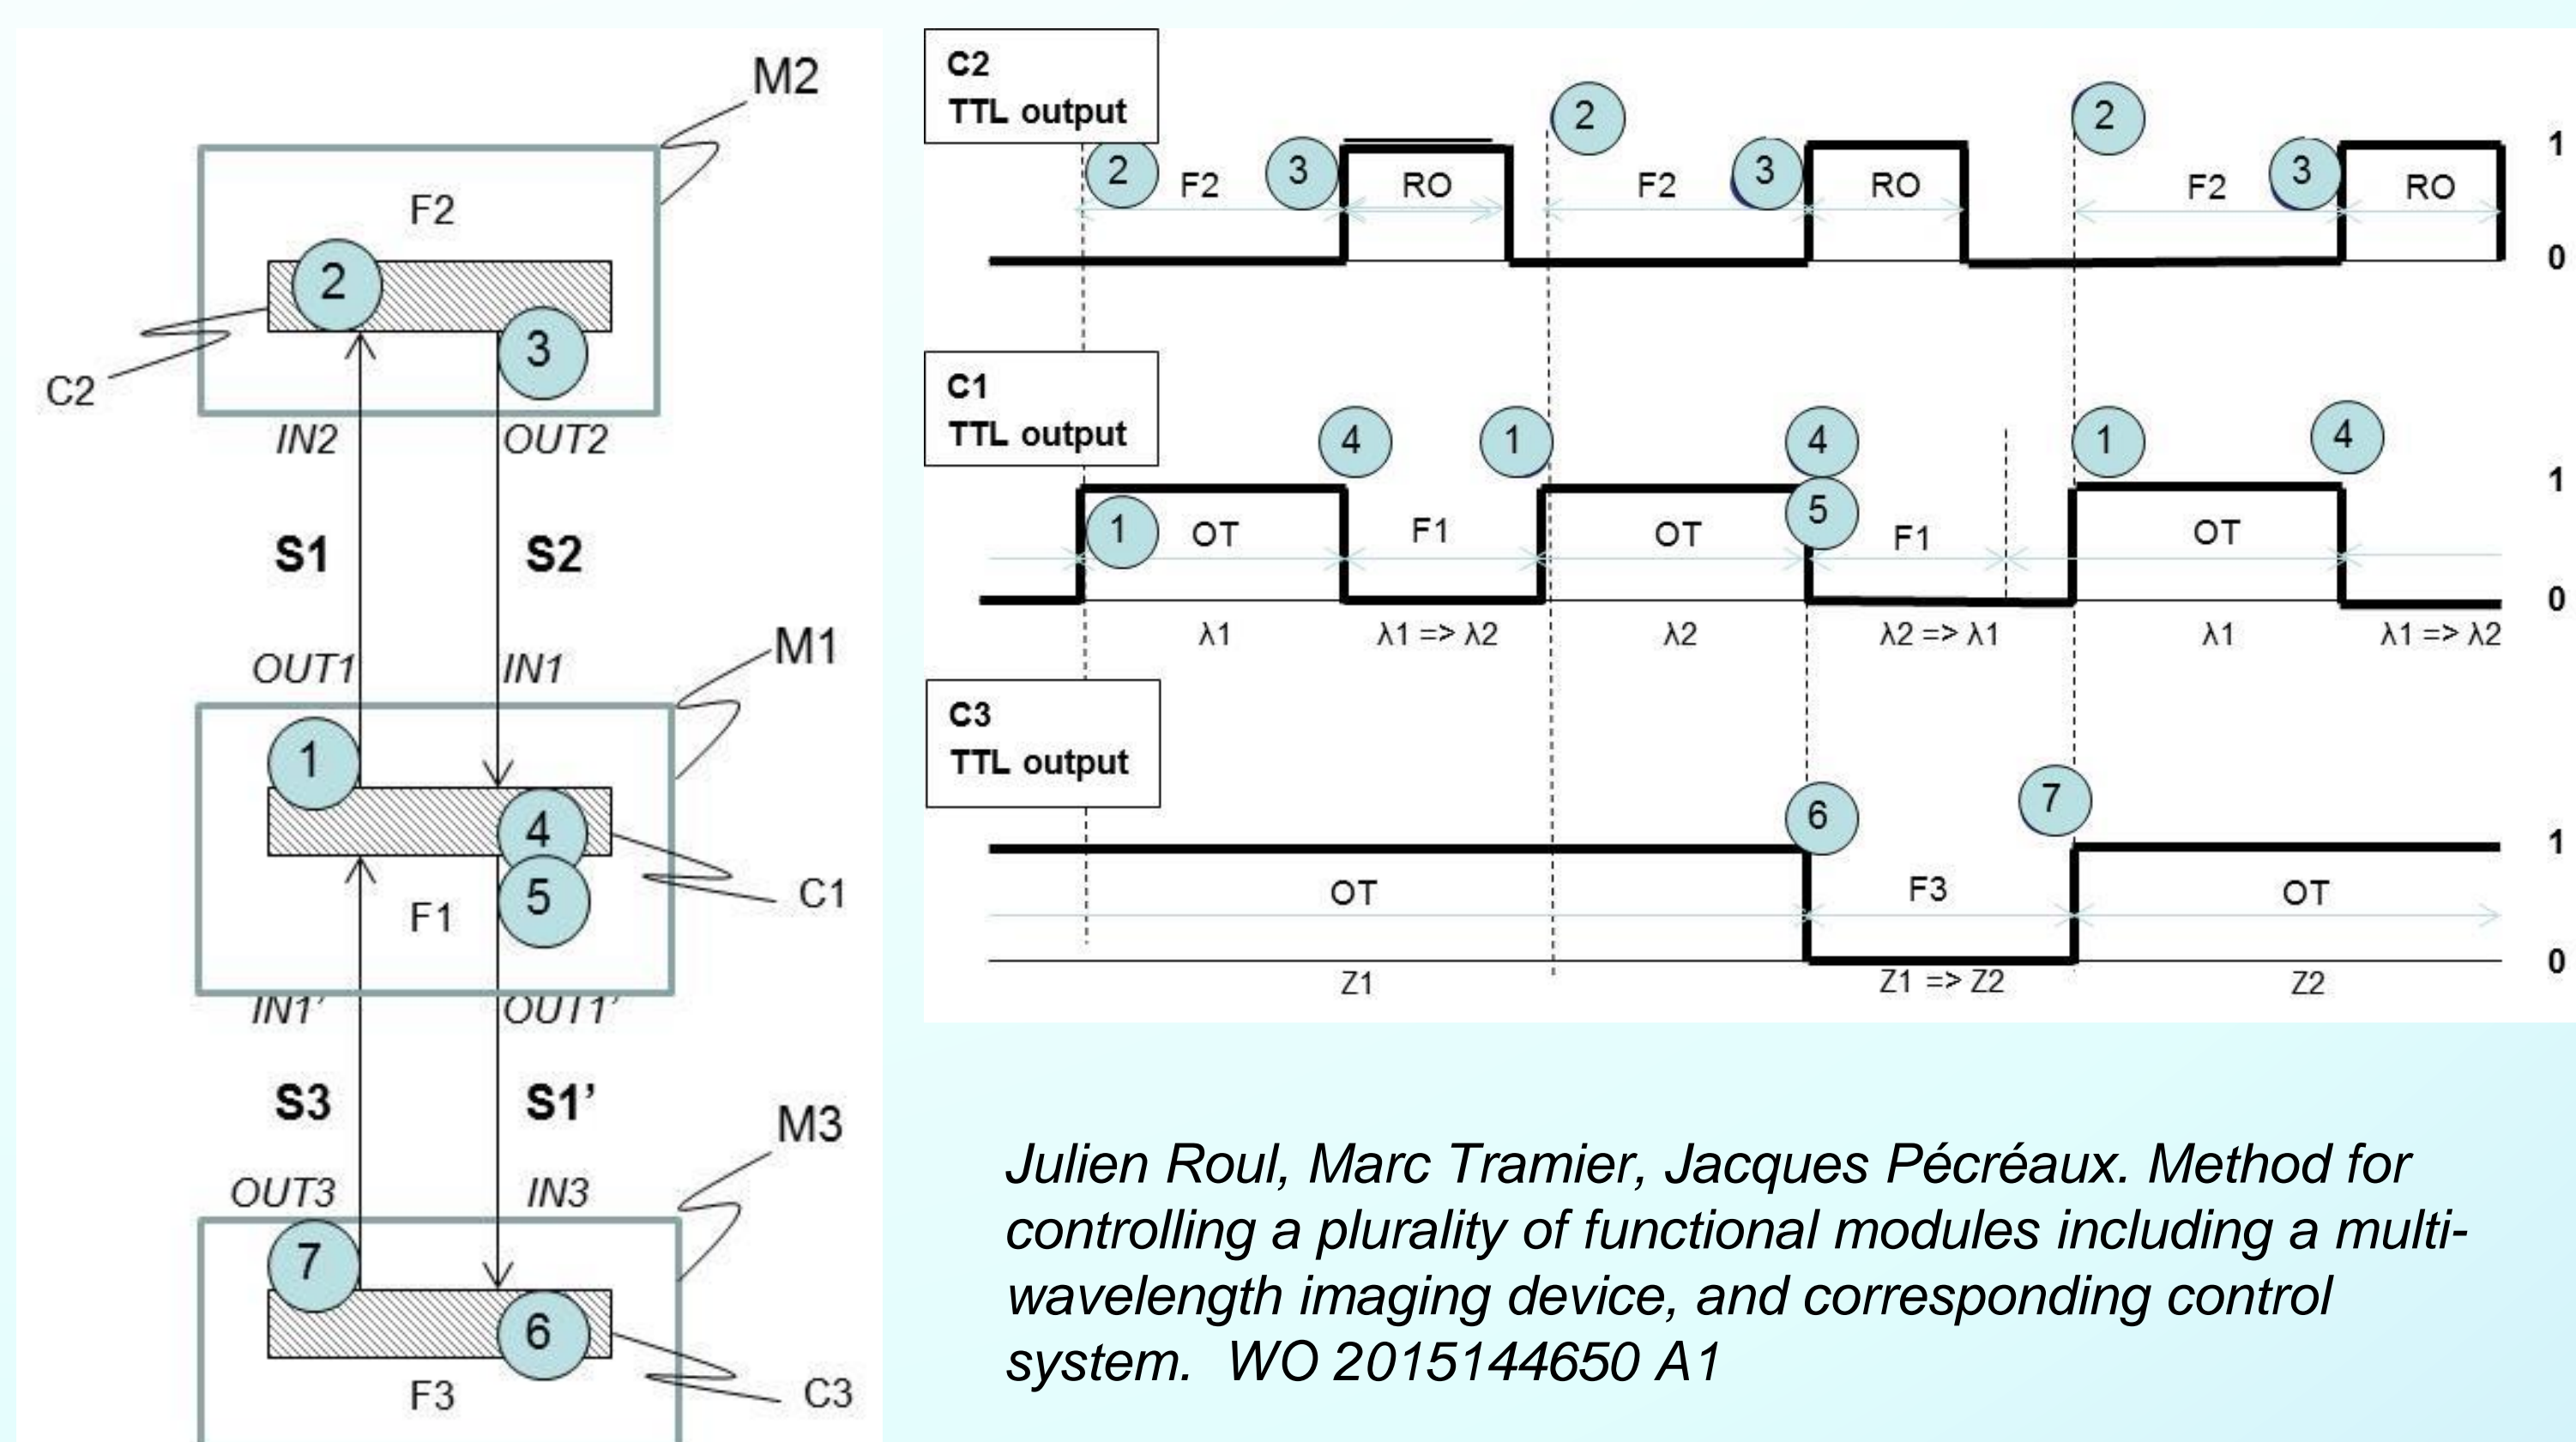 M2
F2
2
3
C2
IN2
OUT2
S1
S2
OUT1
IN1
M1
1
4
5
F1
C1
IN1’
OUT1’
S3
S1’
M3
OUT3
IN3
7
6
F3
C3
C2
TTL output
2
2
2 F2 3 RO F2 3 RO F2 3 RO
1
0
C1
TTL output
4 1 4 1 4
1
1 OT F1 OT 5 F1 OT
0
λ1 λ1 => λ2 λ2 λ2 => λ1 λ1 λ1 => λ2
C3
TTL output
6 7
1
OT F3 OT
0
Z1 Z1 => Z2 Z2
Julien Roul, Marc Tramier, Jacques Pécréaux. Method for
controlling a plurality of functional modules including a multi-
wavelength imaging device, and corresponding control
system. WO 2015144650 A1